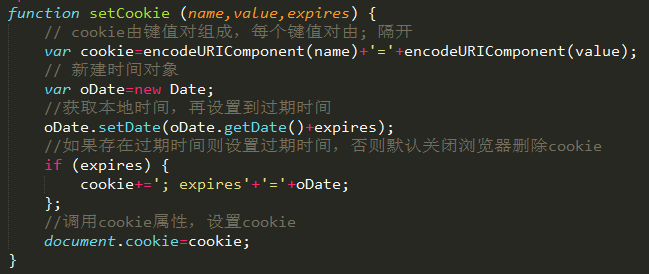 function setCookie (name,value,expires) {
    // cookie由键值对组成，每个键值对由; 隔开
    var cookie=encodeURIComponent(name)+'='+encodeURIComponent(value);
    // 新建时间对象
    var oDate=new Date;
    //获取本地时间，再设置到过期时间
    oDate.setDate(oDate.getDate()+expires);
    //如果存在过期时间则设置过期时间，否则默认关闭浏览器删除cookie
    if (expires) {
        cookie+='; expires'+'='+oDate;
    };
    //调用cookie属性，设置cookie
    document.cookie=cookie;
}